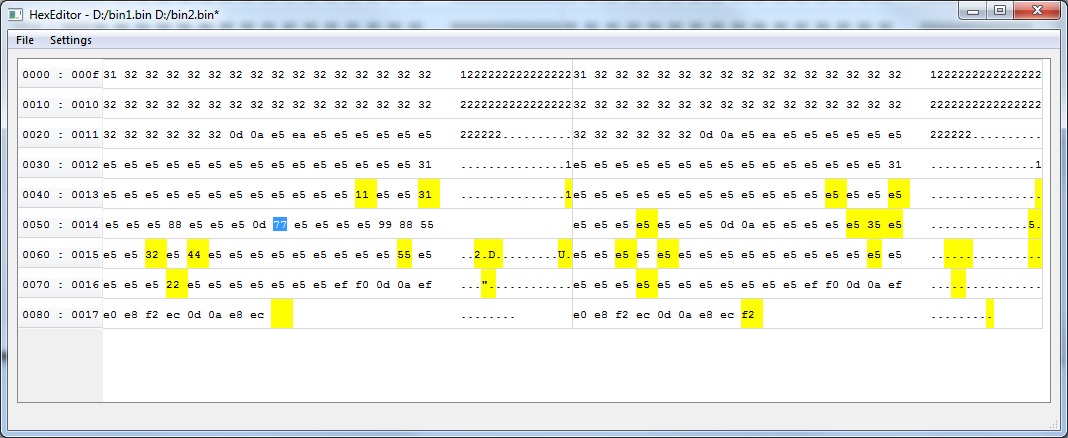 HexEditor - D:/bin1.bin D:/bin2.bin*
File Settings
0000 : 000f 31 32 32 32 32 32 32 32 32 32 32 32 32 32 32 32 1222222222222222 31 32 32 32 32 32 32 32 32 32 32 32 32 32 32 32 1222222222222222
0010 : 0010 32 32 32 32 32 32 32 32 32 32 32 32 32 32 32 32 2222222222222222 32 32 32 32 32 32 32 32 32 32 32 32 32 32 32 32 2222222222222222
0020 : 0011 32 32 32 32 32 32 0d 0a e5 ea e5 e5 e5 e5 e5 e5 222222.......... 32 32 32 32 32 32 0d 0a e5 ea e5 e5 e5 e5 e5 e5 222222..........
0030 : 0012 e5 e5 e5 e5 e5 e5 e5 e5 e5 e5 e5 e5 e5 e5 e5 31 ...............1 e5 e5 e5 e5 e5 e5 e5 e5 e5 e5 e5 e5 e5 e5 e5 31 ...............1
0040 : 0013 e5 e5 e5 e5 e5 e5 e5 e5 e5 e5 e5 e5 11 e5 e5 31 ...............1 e5 e5 e5 e5 e5 e5 e5 e5 e5 e5 e5 e5 e5 e5 e5 e5 ................
0050 : 0014 e5 e5 e5 88 e5 e5 e5 0d 77 e5 e5 e5 e5 99 88 55 e5 e5 e5 e5 e5 e5 e5 0d 0a e5 e5 e5 e5 e5 35 e5 ..............5.
0060 : 0015 e5 e5 32 e5 44 e5 e5 e5 e5 e5 e5 e5 e5 e5 55 e5 ..2.D.........U. e5 e5 e5 e5 e5 e5 e5 e5 e5 e5 e5 e5 e5 e5 e5 e5 ................
0070 : 0016 e5 e5 e5 22 e5 e5 e5 e5 e5 e5 e5 ef f0 0d 0a ef ..."............ e5 e5 e5 e5 e5 e5 e5 e5 e5 e5 e5 ef f0 0d 0a ef ................
0080 : 0017 e0 e8 f2 ec 0d 0a e8 ec ........ e0 e8 f2 ec 0d 0a e8 ec f2 .........